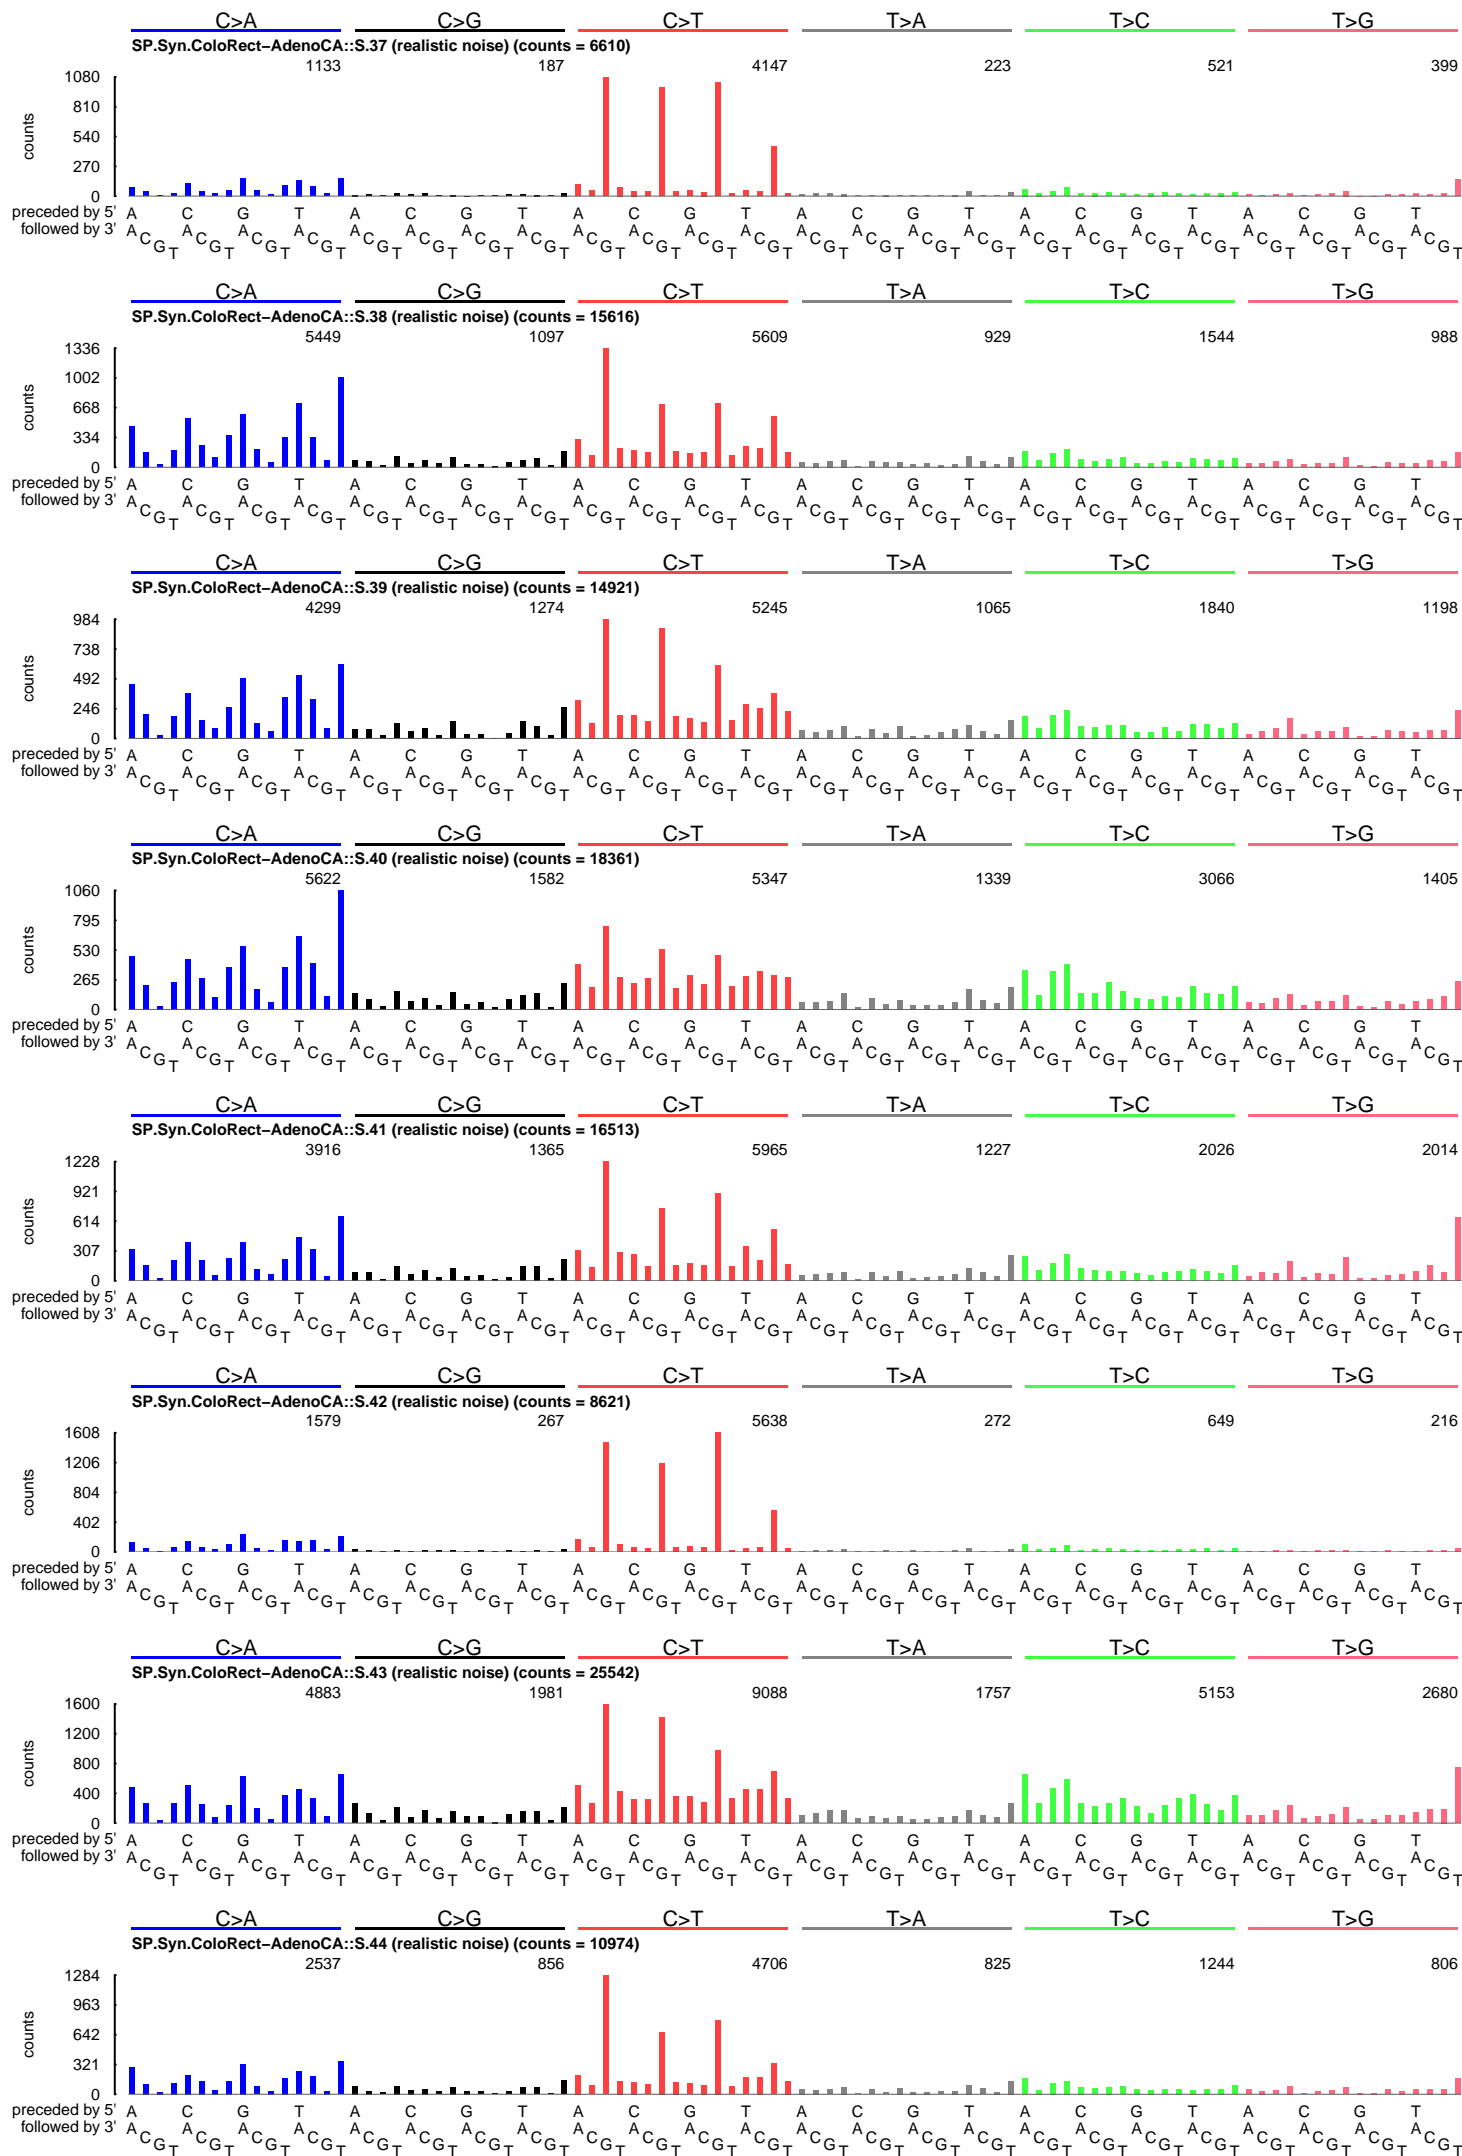 C>A C>G C>T T>A T>C T>G
SP.Syn.ColoRect–AdenoCA::S.37 (realistic noise) (counts = 6610)
1133 187 4147 223 521 399
1080
810
540
270
0
counts
preceded by 5' A C G T A C G T A C G T A C G T A C G T A C G T
followed by 3' A C G T A C G T A C G T A C G T A C G T A C G T A C G T A C G T A C G T A C G T A C G T A C G T A C G T A C G T A C G T A C G T A C G T A C G T A C G T A C G T A C G T A C G T A C G T A C G T
C>A C>G C>T T>A T>C T>G
SP.Syn.ColoRect–AdenoCA::S.38 (realistic noise) (counts = 15616)
5449 1097 5609 929 1544 988
1336
1002
668
334
0
counts
preceded by 5' A C G T A C G T A C G T A C G T A C G T A C G T
followed by 3' A C G T A C G T A C G T A C G T A C G T A C G T A C G T A C G T A C G T A C G T A C G T A C G T A C G T A C G T A C G T A C G T A C G T A C G T A C G T A C G T A C G T A C G T A C G T A C G T
C>A C>G C>T T>A T>C T>G
SP.Syn.ColoRect–AdenoCA::S.39 (realistic noise) (counts = 14921)
4299 1274 5245 1065 1840 1198
984
738
492
246
0
counts
preceded by 5' A C G T A C G T A C G T A C G T A C G T A C G T
followed by 3' A C G T A C G T A C G T A C G T A C G T A C G T A C G T A C G T A C G T A C G T A C G T A C G T A C G T A C G T A C G T A C G T A C G T A C G T A C G T A C G T A C G T A C G T A C G T A C G T
C>A C>G C>T T>A T>C T>G
SP.Syn.ColoRect–AdenoCA::S.40 (realistic noise) (counts = 18361)
5622 1582 5347 1339 3066 1405
1060
795
530
265
0
counts
preceded by 5' A C G T A C G T A C G T A C G T A C G T A C G T
followed by 3' A C G T A C G T A C G T A C G T A C G T A C G T A C G T A C G T A C G T A C G T A C G T A C G T A C G T A C G T A C G T A C G T A C G T A C G T A C G T A C G T A C G T A C G T A C G T A C G T
C>A C>G C>T T>A T>C T>G
SP.Syn.ColoRect–AdenoCA::S.41 (realistic noise) (counts = 16513)
3916 1365 5965 1227 2026 2014
1228
921
614
307
0
counts
preceded by 5' A C G T A C G T A C G T A C G T A C G T A C G T
followed by 3' A C G T A C G T A C G T A C G T A C G T A C G T A C G T A C G T A C G T A C G T A C G T A C G T A C G T A C G T A C G T A C G T A C G T A C G T A C G T A C G T A C G T A C G T A C G T A C G T
C>A C>G C>T T>A T>C T>G
SP.Syn.ColoRect–AdenoCA::S.42 (realistic noise) (counts = 8621)
1579 267 5638 272 649 216
1608
1206
804
402
0
counts
preceded by 5' A C G T A C G T A C G T A C G T A C G T A C G T
followed by 3' A C G T A C G T A C G T A C G T A C G T A C G T A C G T A C G T A C G T A C G T A C G T A C G T A C G T A C G T A C G T A C G T A C G T A C G T A C G T A C G T A C G T A C G T A C G T A C G T
C>A C>G C>T T>A T>C T>G
SP.Syn.ColoRect–AdenoCA::S.43 (realistic noise) (counts = 25542)
4883 1981 9088 1757 5153 2680
1600
1200
800
400
0
counts
preceded by 5' A C G T A C G T A C G T A C G T A C G T A C G T
followed by 3' A C G T A C G T A C G T A C G T A C G T A C G T A C G T A C G T A C G T A C G T A C G T A C G T A C G T A C G T A C G T A C G T A C G T A C G T A C G T A C G T A C G T A C G T A C G T A C G T
C>A C>G C>T T>A T>C T>G
SP.Syn.ColoRect–AdenoCA::S.44 (realistic noise) (counts = 10974)
2537 856 4706 825 1244 806
1284
963
642
321
0
counts
preceded by 5' A C G T A C G T A C G T A C G T A C G T A C G T
followed by 3' A C G T A C G T A C G T A C G T A C G T A C G T A C G T A C G T A C G T A C G T A C G T A C G T A C G T A C G T A C G T A C G T A C G T A C G T A C G T A C G T A C G T A C G T A C G T A C G T